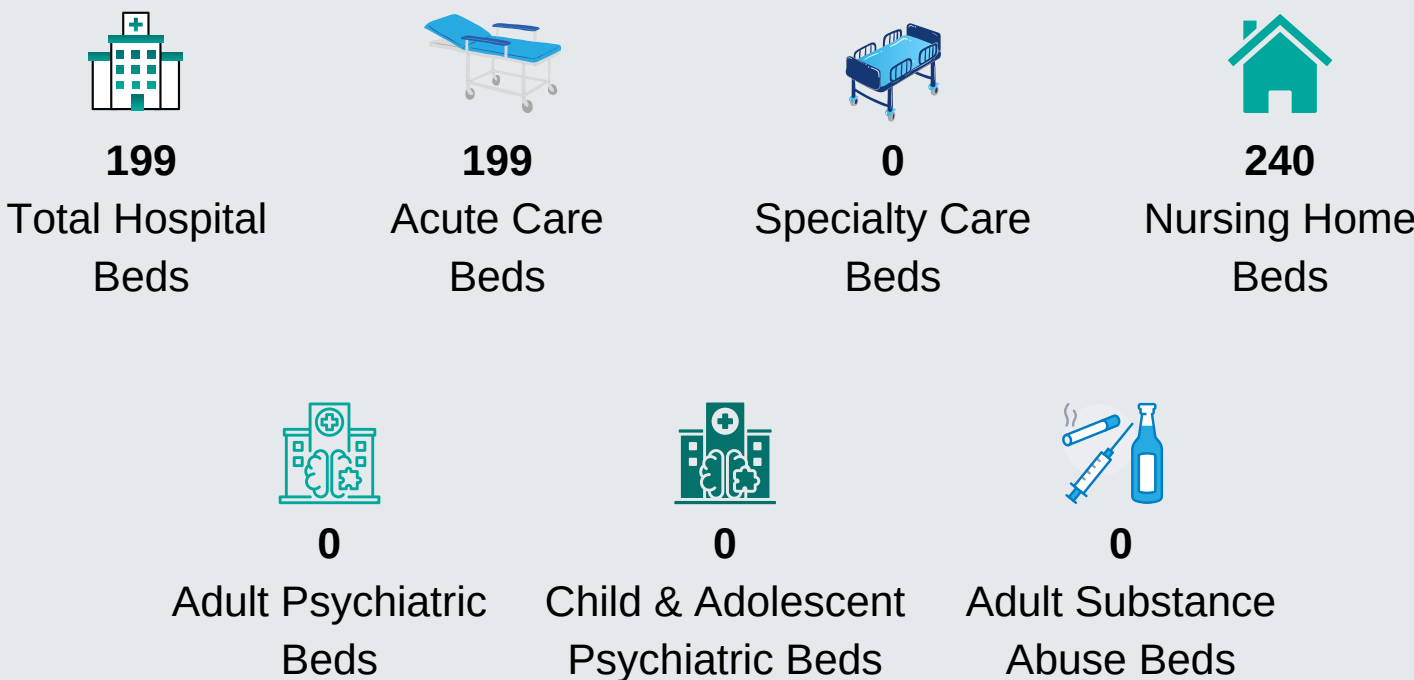 199
Total Hospital
Beds
199
Acute Care
Beds
0
Specialty Care
Beds
240
Nursing Home
Beds
0
Adult Psychiatric
Beds
0
Child & Adolescent
Psychiatric Beds
0
Adult Substance
Abuse Beds